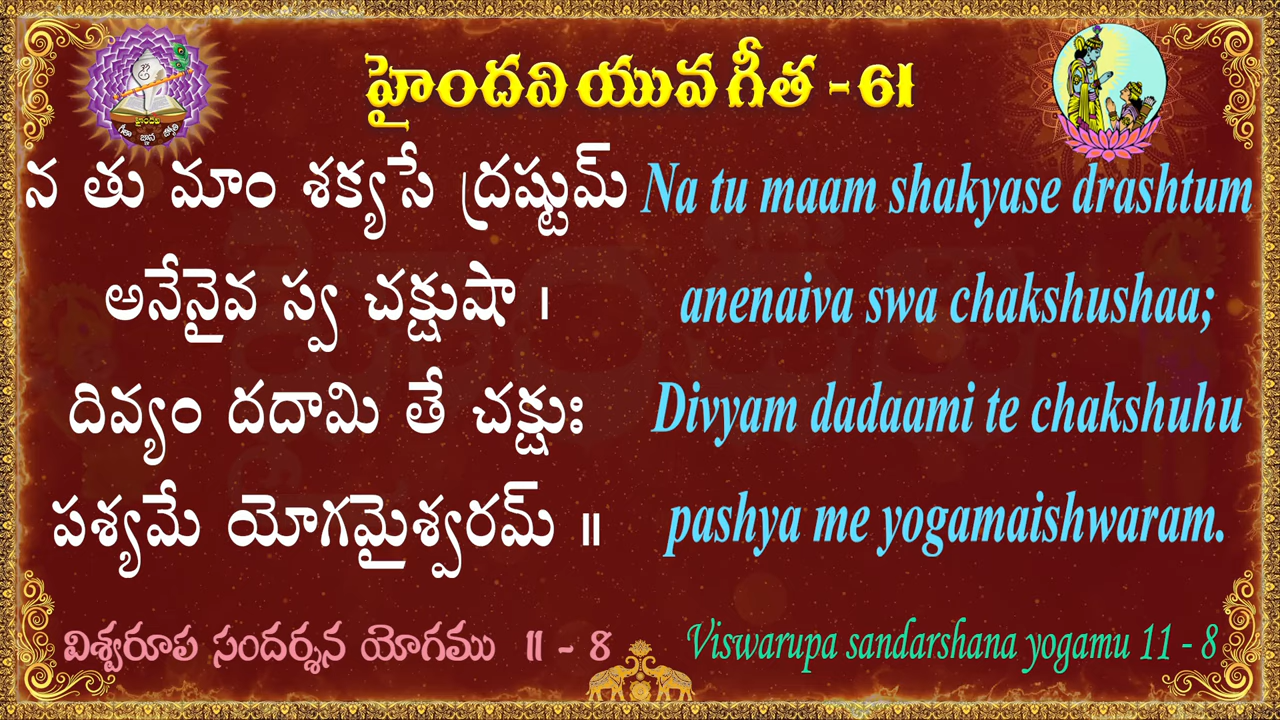 హైందవి యువ గీత - 61
న తు మాం శక్యసే ద్రష్టుమ్
అనేనైవ స్వ చక్షుషా ।
దివ్యం దదామి తే చక్షుః
పశ్యమే యోగమైశ్వరమ్ ॥
విశ్వరూప సందర్శన యోగము 11 - 8
Na tu maam shakyase drashtum
anenaiva swa chakshushaa;
Divyam dadaami te chakshuhu
pashya me yogamaishwaram.
Viswarupa sandarshana yogamu 11 - 8
హైందవి
గీతా జ్ఞాన జ్యోతి